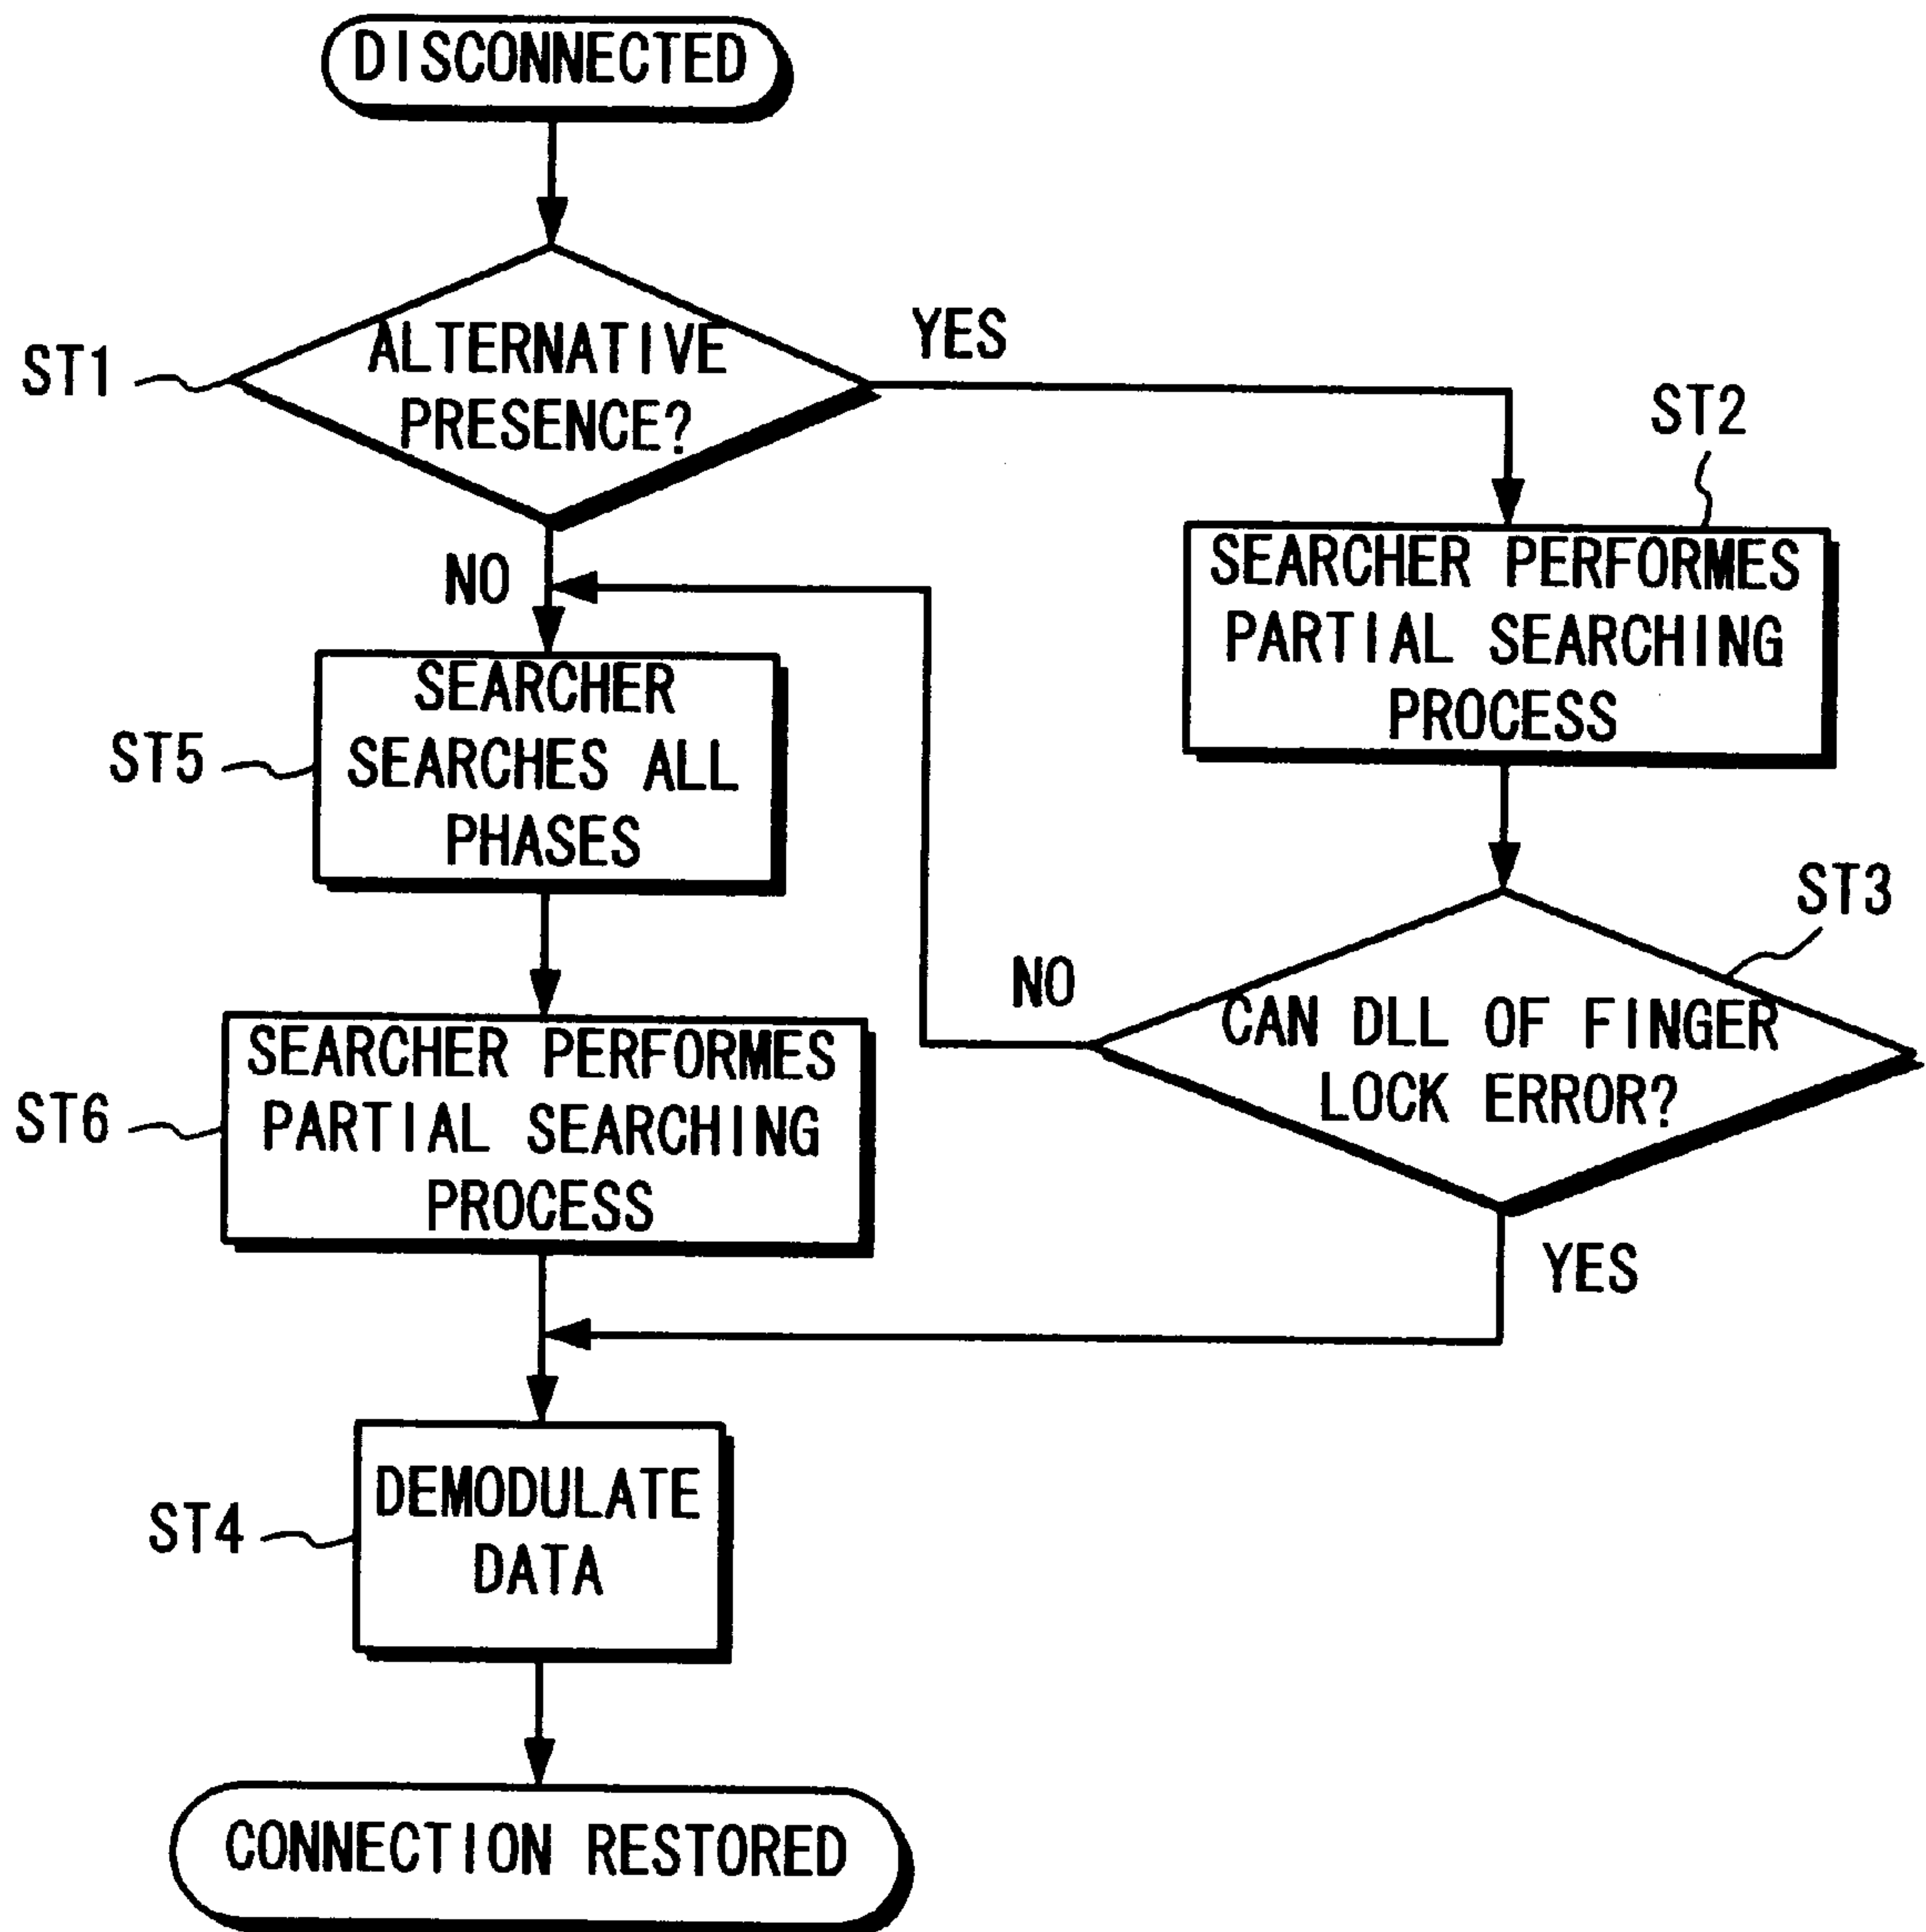 DISCONNECTED
ST1
ALTERNATIVE
PRESENCE?
YES
NO
ST2
SEARCHER PERFORMES
PARTIAL SEARCHING
PROCESS
ST5
SEARCHER
SEARCHES ALL
PHASES
ST3
CAN DLL OF FINGER
LOCK ERROR?
NO
YES
ST6
SEARCHER PERFORMES
PARTIAL SEARCHING
PROCESS
ST4
DEMODULATE
DATA
CONNECTION RESTORED